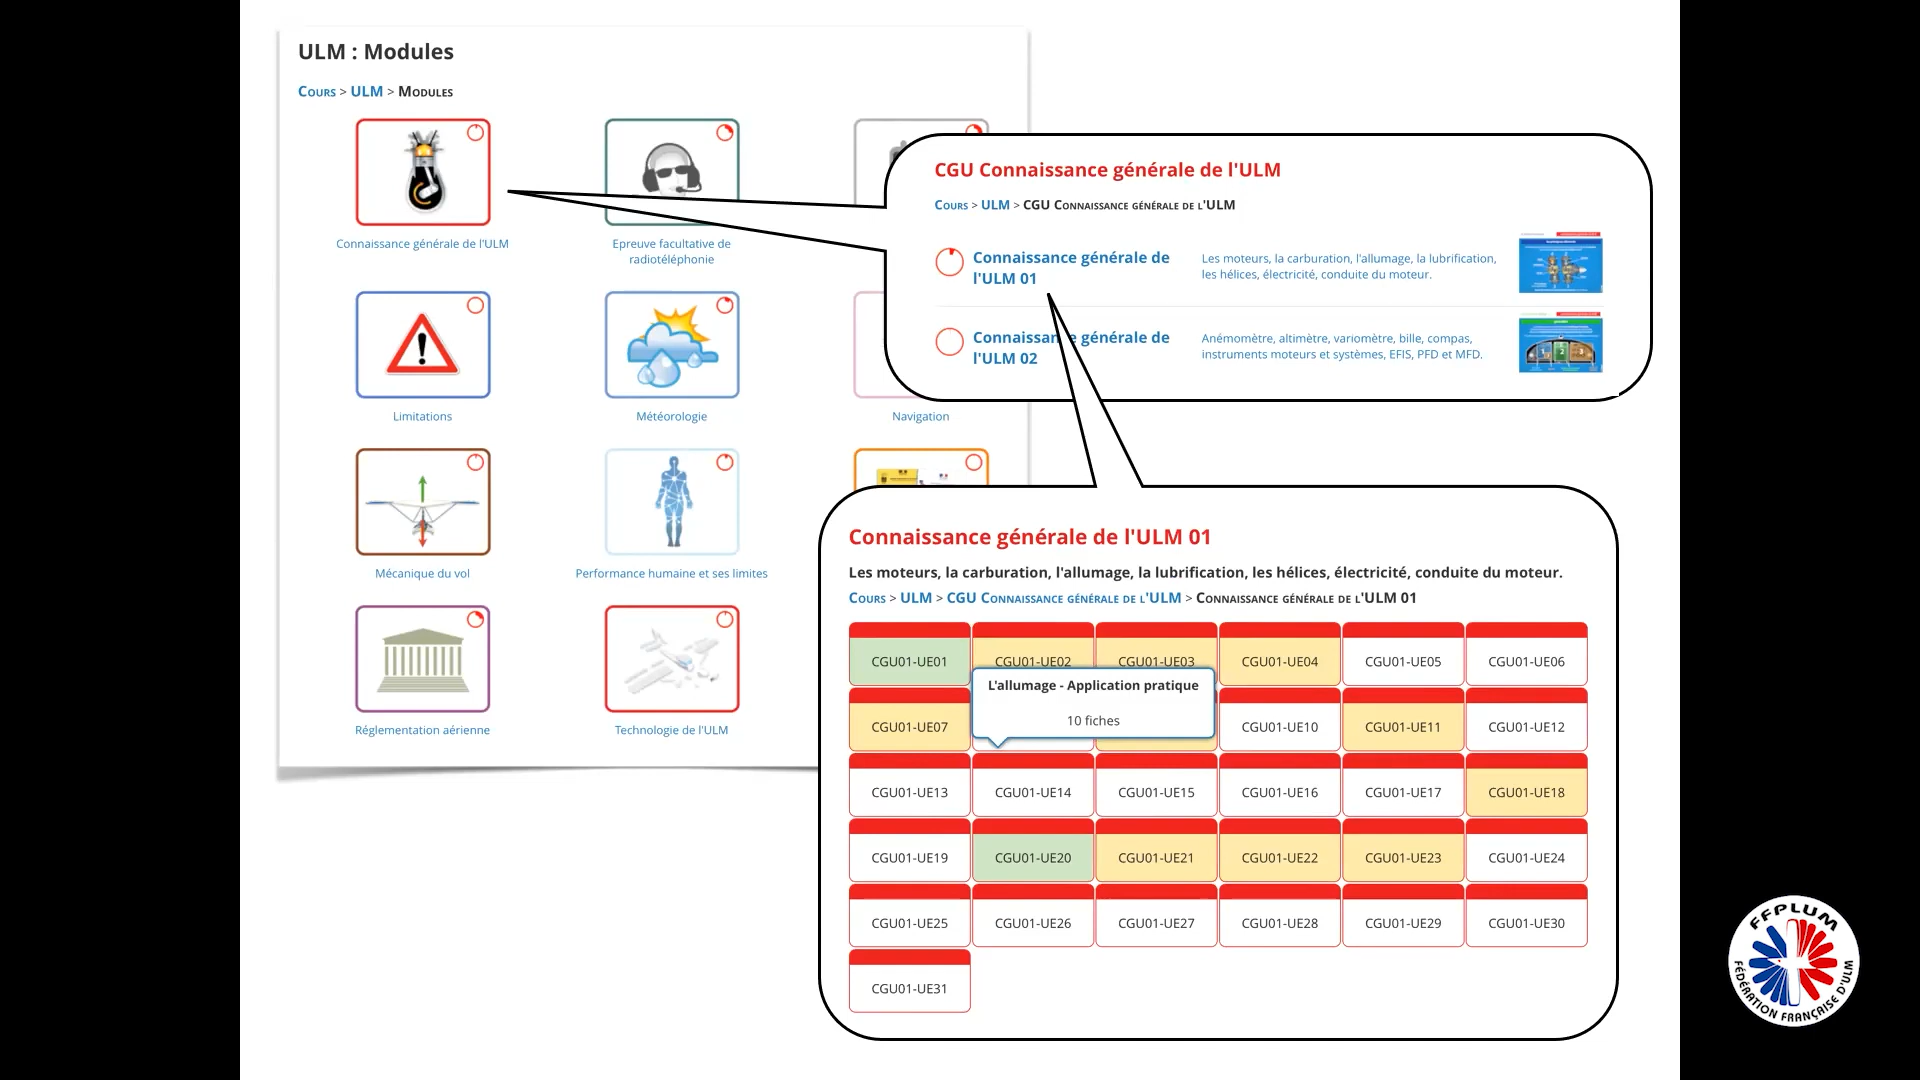 ULM : Modules
Cours > ULM > Modules
Connaissance générale de l'ULM
Epreuve facultative de
radiotéléphonie
Limitations
Météorologie
Navigation
Mécanique du vol
Performance humaine et ses limites
Réglementation aérienne
Technologie de l'ULM
CGU Connaissance générale de l'ULM
Cours > ULM > CGU Connaissance générale de l'ULM
Connaissance générale de
l'ULM 01
Les moteurs, la carburation, l'allumage, la lubrification,
les hélices, électricité, conduite du moteur.
Connaissance générale de
l'ULM 02
Anémomètre, altimètre, variomètre, bille, compas,
instruments moteurs et systèmes, EFIS, PFD et MFD.
Connaissance générale de l'ULM 01
Les moteurs, la carburation, l'allumage, la lubrification, les hélices, électricité, conduite du moteur.
Cours > ULM > CGU Connaissance générale de l'ULM > Connaissance générale de l'ULM 01
CGU01-UE01 CGU01-UE02 CGU01-UE03 CGU01-UE04 CGU01-UE05 CGU01-UE06
L'allumage - Application pratique
10 fiches
CGU01-UE07 CGU01-UE10 CGU01-UE11 CGU01-UE12
CGU01-UE13 CGU01-UE14 CGU01-UE15 CGU01-UE16 CGU01-UE17 CGU01-UE18
CGU01-UE19 CGU01-UE20 CGU01-UE21 CGU01-UE22 CGU01-UE23 CGU01-UE24
CGU01-UE25 CGU01-UE26 CGU01-UE27 CGU01-UE28 CGU01-UE29 CGU01-UE30
CGU01-UE31
FFPLUM
FÉDÉRATION FRANÇAISE D'ULM